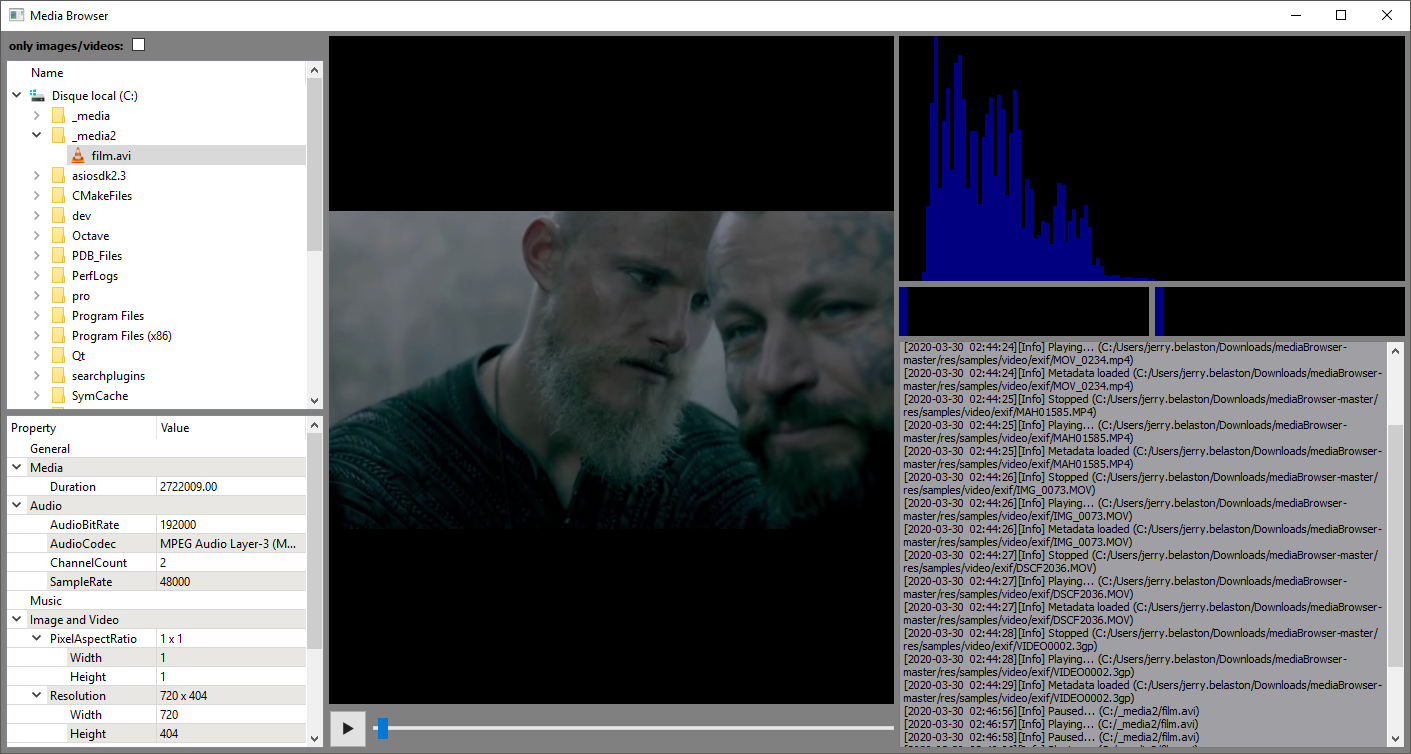 Media Browser
only images/videos:
Name
Disque local (C:)
_media
_media2
film.avi
asiosdk2.3
CMakeFiles
dev
Octave
PDB_Files
PerfLogs
pro
Program Files
Program Files (x86)
Qt
searchplugins
SymCache
Property Value
General
Media
Duration 2722009.00
Audio
AudioBitRate 192000
AudioCodec MPEG Audio Layer-3 (M...
ChannelCount 2
SampleRate 48000
Music
Image and Video
PixelAspectRatio 1 x 1
Width 1
Height 1
Resolution 720 x 404
Width 720
Height 404
[2020-03-30 02:44:24][Info] Playing... (C:/Users/jerry.belaston/Downloads/mediaBrowser-
master/res/samples/video/exif/MOV_0234.mp4)
[2020-03-30 02:44:24][Info] Metadata loaded (C:/Users/jerry.belaston/Downloads/mediaBrowser-
master/res/samples/video/exif/MOV_0234.mp4)
[2020-03-30 02:44:25][Info] Stopped (C:/Users/jerry.belaston/Downloads/mediaBrowser-master/
res/samples/video/exif/MAH01585.MP4)
[2020-03-30 02:44:25][Info] Playing... (C:/Users/jerry.belaston/Downloads/mediaBrowser-
master/res/samples/video/exif/MAH01585.MP4)
[2020-03-30 02:44:25][Info] Metadata loaded (C:/Users/jerry.belaston/Downloads/mediaBrowser-
master/res/samples/video/exif/MAH01585.MP4)
[2020-03-30 02:44:26][Info] Stopped (C:/Users/jerry.belaston/Downloads/mediaBrowser-master/
res/samples/video/exif/IMG_0073.MOV)
[2020-03-30 02:44:26][Info] Playing... (C:/Users/jerry.belaston/Downloads/mediaBrowser-
master/res/samples/video/exif/IMG_0073.MOV)
[2020-03-30 02:44:26][Info] Metadata loaded (C:/Users/jerry.belaston/Downloads/mediaBrowser-
master/res/samples/video/exif/IMG_0073.MOV)
[2020-03-30 02:44:27][Info] Stopped (C:/Users/jerry.belaston/Downloads/mediaBrowser-master/
res/samples/video/exif/DSCF2036.MOV)
[2020-03-30 02:44:27][Info] Playing... (C:/Users/jerry.belaston/Downloads/mediaBrowser-
master/res/samples/video/exif/DSCF2036.MOV)
[2020-03-30 02:44:27][Info] Metadata loaded (C:/Users/jerry.belaston/Downloads/mediaBrowser-
master/res/samples/video/exif/DSCF2036.MOV)
[2020-03-30 02:44:28][Info] Stopped (C:/Users/jerry.belaston/Downloads/mediaBrowser-master/
res/samples/video/exif/VIDEO0002.3gp)
[2020-03-30 02:44:28][Info] Playing... (C:/Users/jerry.belaston/Downloads/mediaBrowser-
master/res/samples/video/exif/VIDEO0002.3gp)
[2020-03-30 02:44:29][Info] Metadata loaded (C:/Users/jerry.belaston/Downloads/mediaBrowser-
master/res/samples/video/exif/VIDEO0002.3gp)
[2020-03-30 02:46:56][Info] Paused... (C:/_media2/film.avi)
[2020-03-30 02:46:57][Info] Playing... (C:/_media2/film.avi)
[2020-03-30 02:46:58][Info] Paused... (C:/_media2/film.avi)